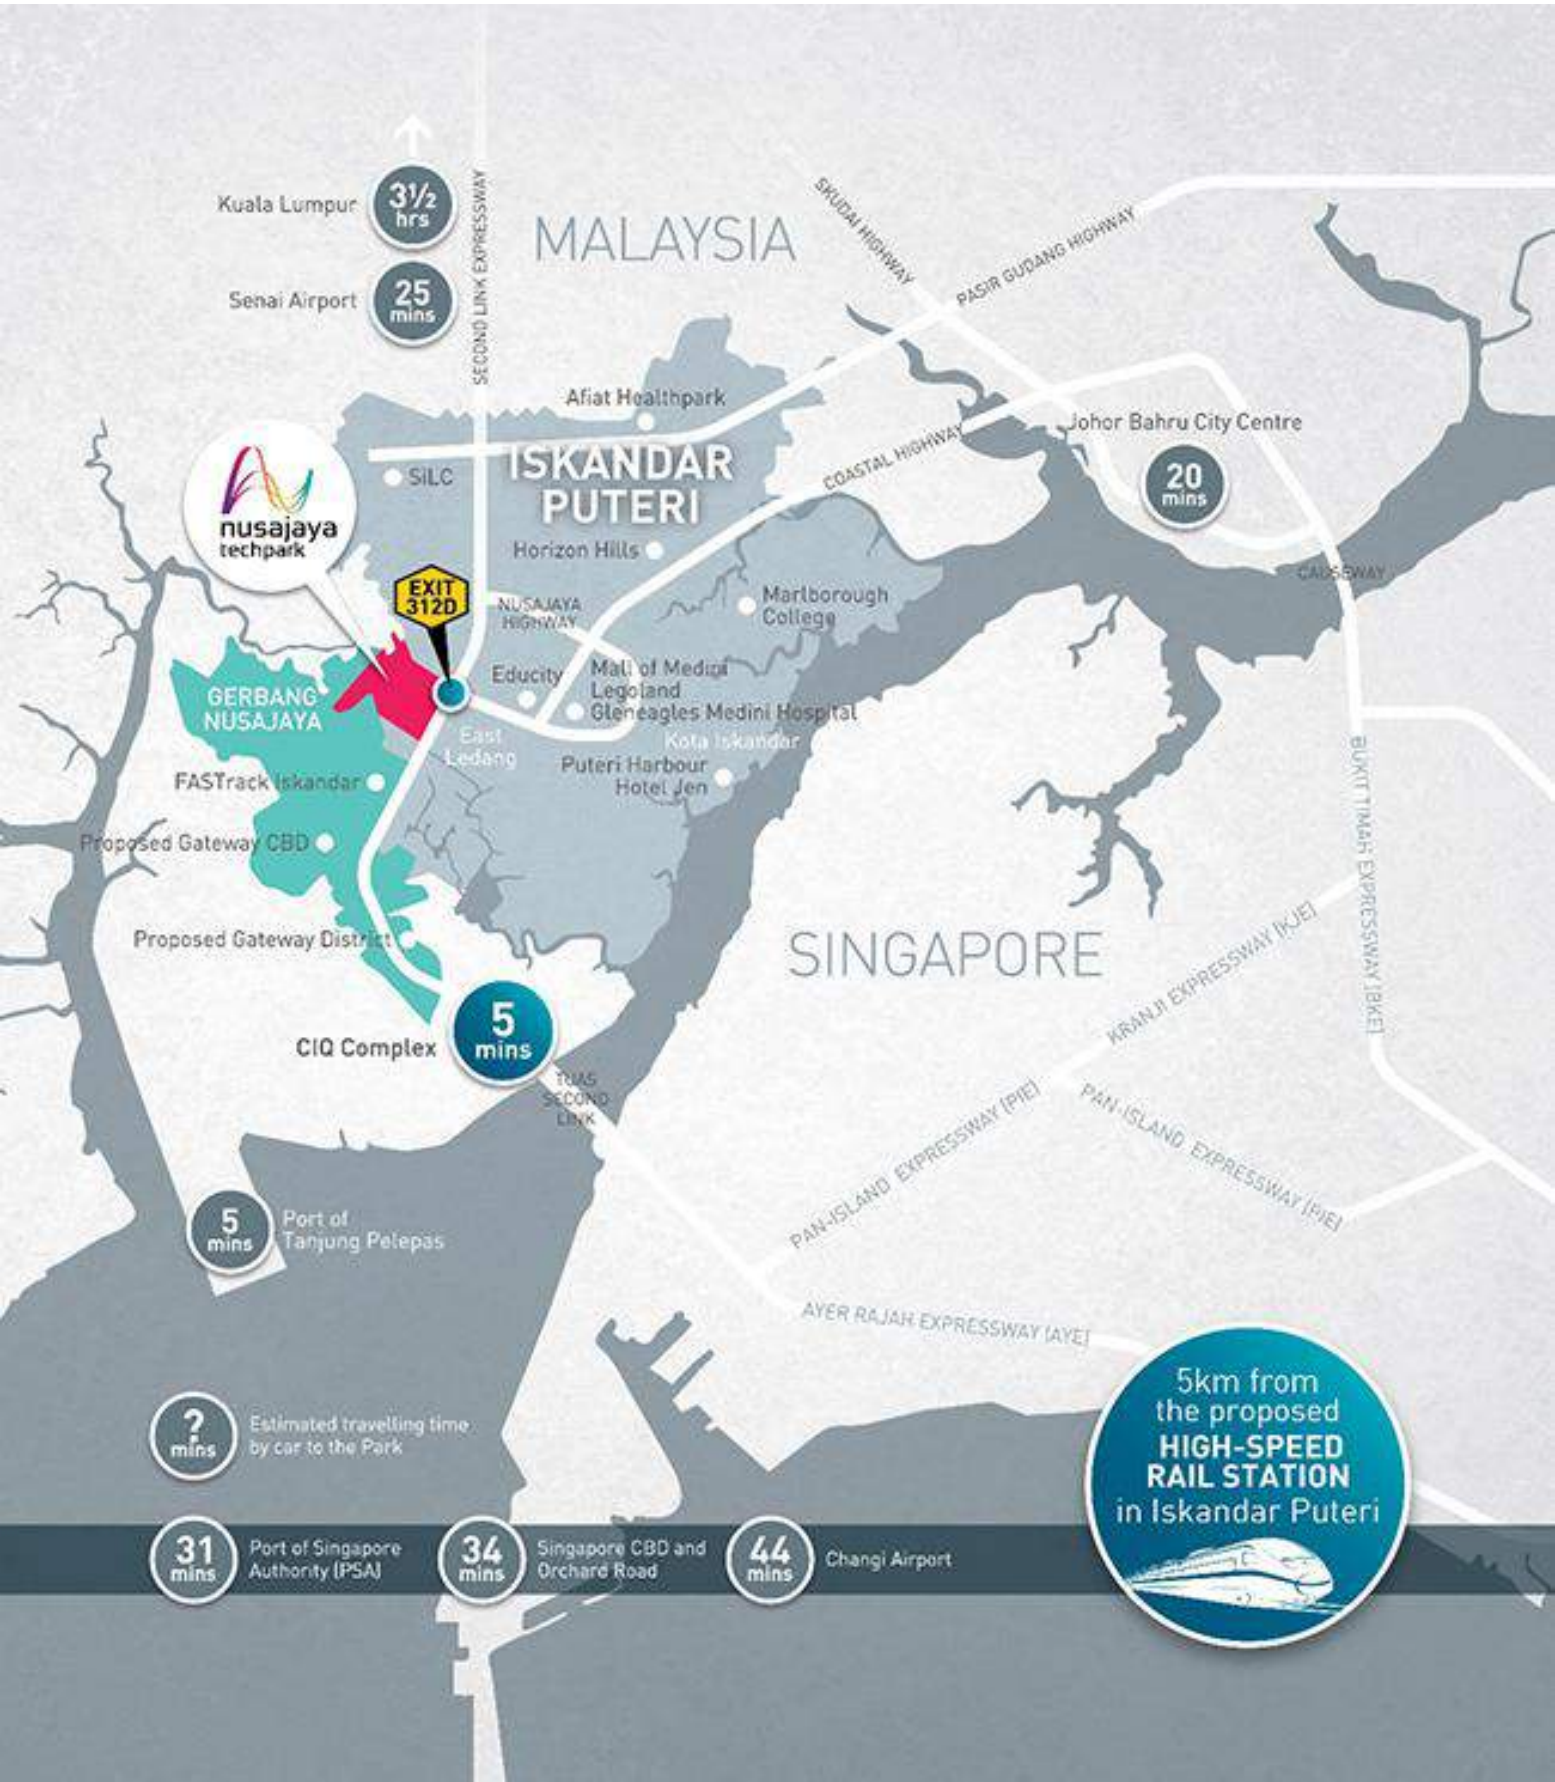 Kuala Lumpur
3½
hrs
Senai Airport
25
mins
SECOND LINK EXPRESSWAY
MALAYSIA
SKUDAI HIGHWAY
PASIR GUDANG HIGHWAY
Afiat Healthpark
ISKANDAR
PUTERI
SiLC
COASTAL HIGHWAY
Johor Bahru City Centre
20
mins
nusajaya
techpark
Horizon Hills
EXIT
312D
NUSAJAYA
HIGHWAY
Marlborough
College
CAUSEWAY
GERBANG
NUSAJAYA
Educity
Mall of Medini
Legoland
Gleneagles Medini Hospital
East
Ledang
Kota Iskandar
Puteri Harbour
Hotel Jen
FASTrack Iskandar
Proposed Gateway CBD
Proposed Gateway District
BUKIT TIMAH EXPRESSWAY (BKE)
SINGAPORE
KRANJI EXPRESSWAY (KJE)
CIQ Complex
5
mins
TUAS
SECOND
LINK
PAN-ISLAND EXPRESSWAY (PIE)
PAN-ISLAND EXPRESSWAY (PIE)
5
mins
Port of
Tanjung Pelepas
AYER RAJAH EXPRESSWAY (AYE)
?
mins
Estimated travelling time
by car to the Park
5km from
the proposed
HIGH-SPEED
RAIL STATION
in Iskandar Puteri
31
mins
Port of Singapore
Authority (PSA)
34
mins
Singapore CBD and
Orchard Road
44
mins
Changi Airport